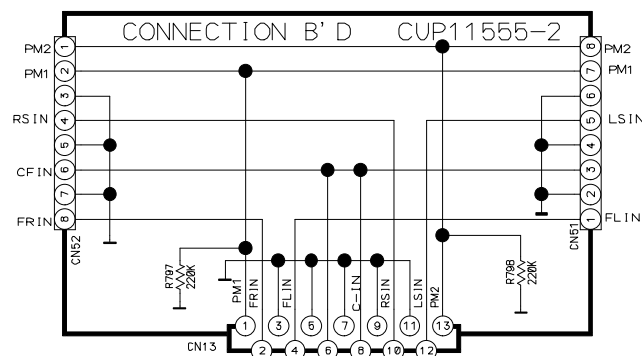 CONNECTION B'D CUP11555-2
PM2 1 8 PM2
PM1 2 7 PM1
3 6
RSIN 4 5 LSIN
5 4
CFIN 6 3
7 2
FRIN 8 1 FLIN
CN52 CN51
R797 220K
R798 220K
PM1 FRIN FLIN C-IN RSIN LSIN PM2
1 3 5 7 9 11 13
CN13 2 4 6 8 10 12